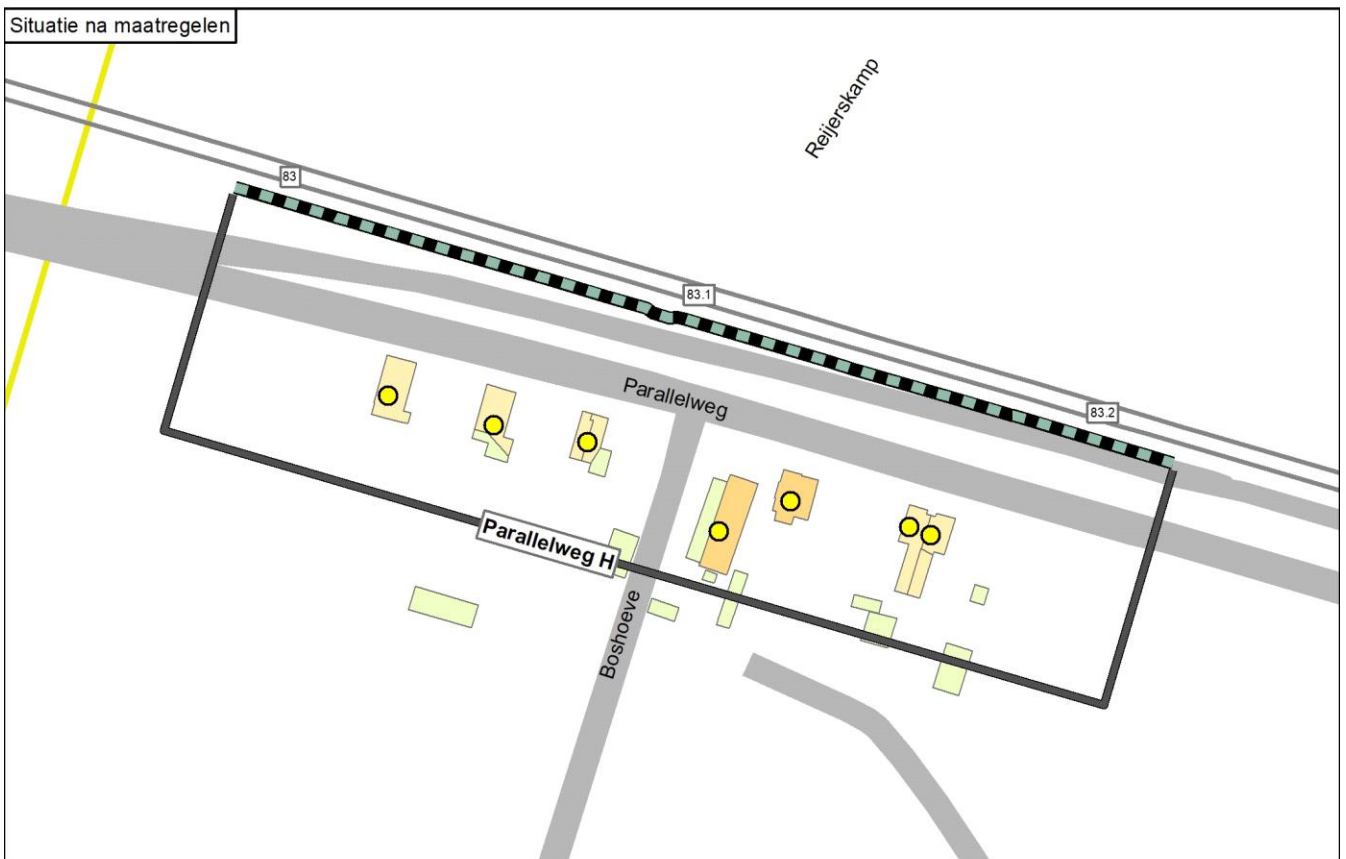 Situatie na maatregelen
Reijerskamp
83
83.1
Parallelweg
83.2
Parallelweg H
Boshoeve